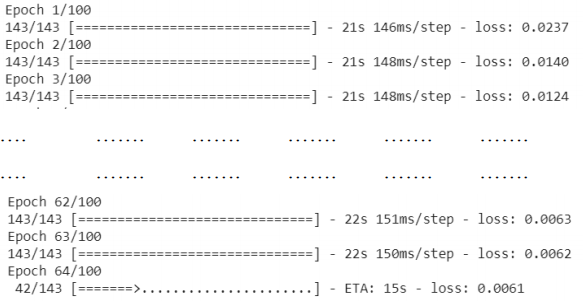 Epoch 1/100
143/143 [==============================] - 21s 146ms/step - loss: 0.0237
Epoch 2/100
143/143 [==============================] - 21s 148ms/step - loss: 0.0140
Epoch 3/100
143/143 [==============================] - 21s 148ms/step - loss: 0.0124
.... ....... ....... ....... ....... .......
.... ....... ....... ....... ....... .......
Epoch 62/100
143/143 [==============================] - 22s 151ms/step - loss: 0.0063
Epoch 63/100
143/143 [==============================] - 22s 150ms/step - loss: 0.0062
Epoch 64/100
42/143 [=======>......................] - ETA: 15s - loss: 0.0061